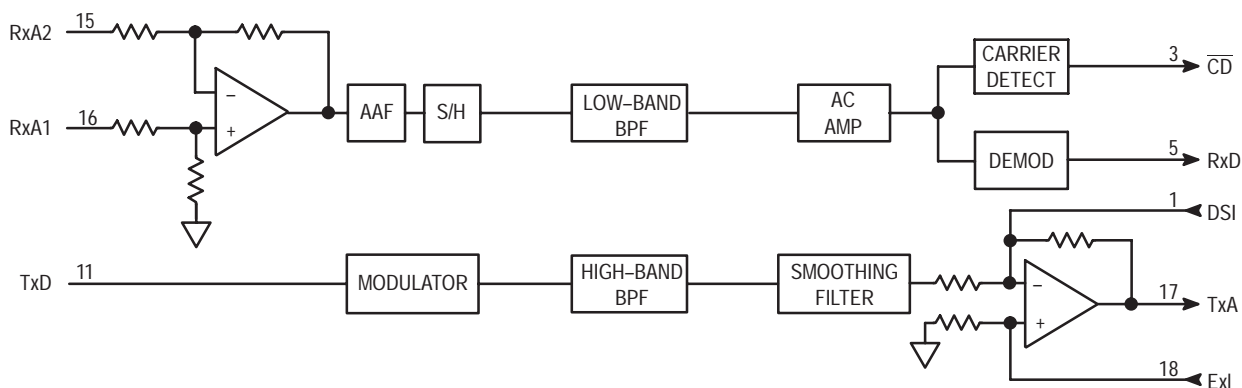 RxA2 15
RxA1 16
–
+
AAF
S/H
LOW–BAND
BPF
AC
AMP
CARRIER
DETECT
3 C̅D̅
DEMOD
5 RxD
1 DSI
TxD 11
MODULATOR
HIGH–BAND
BPF
SMOOTHING
FILTER
–
+
17 TxA
18 ExI